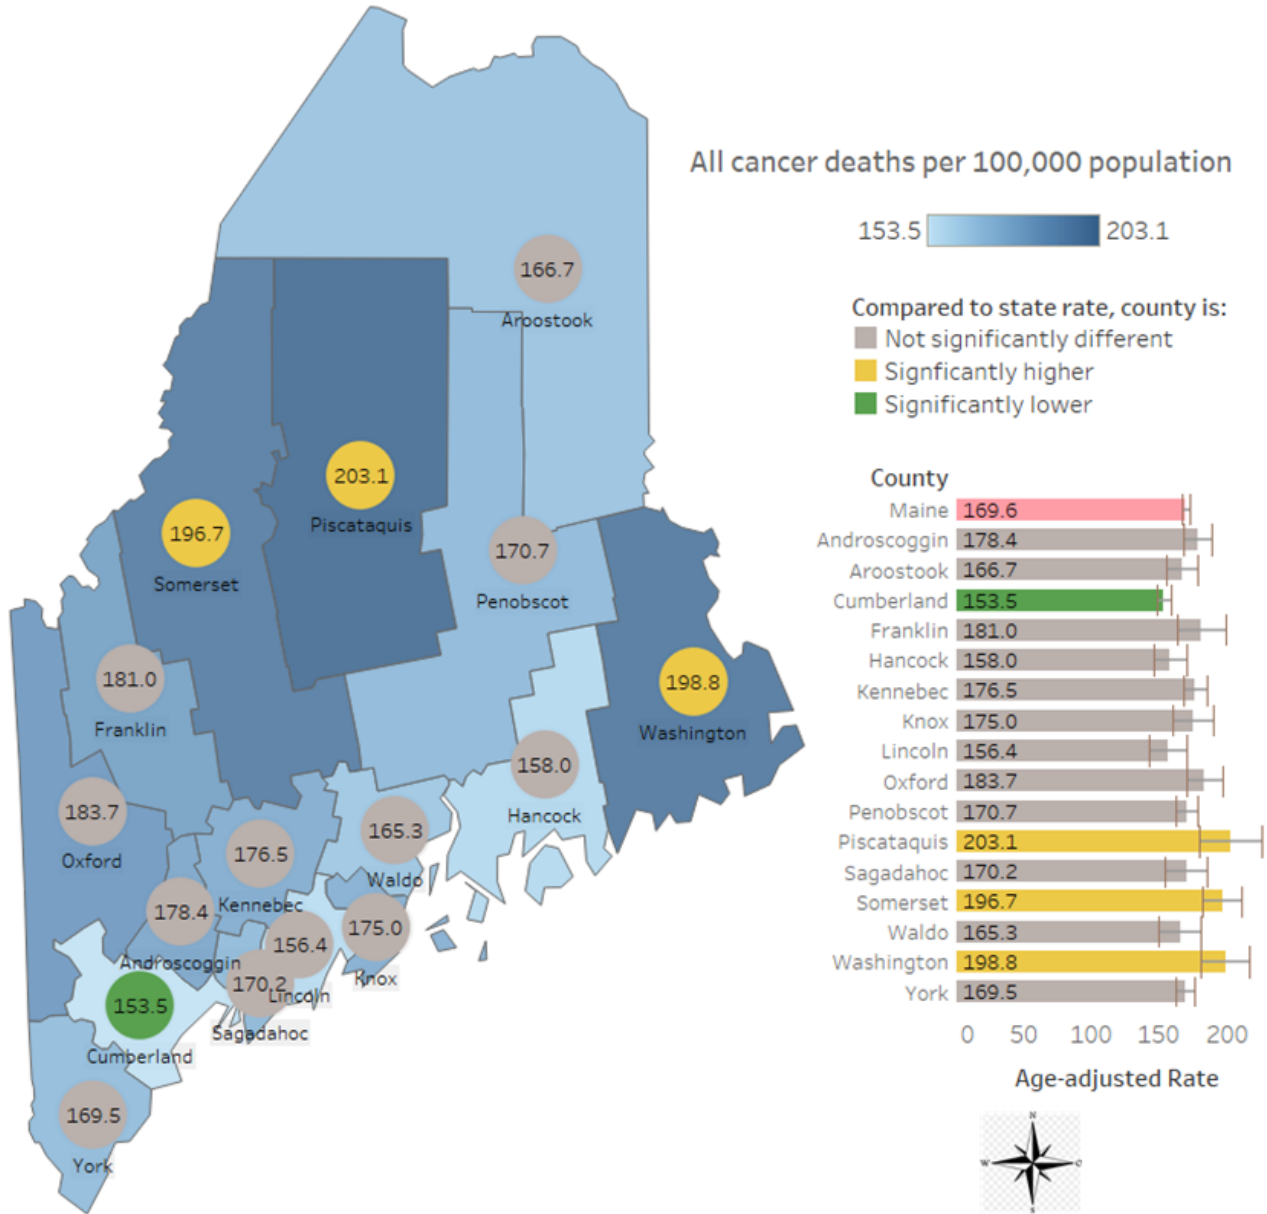 All cancer deaths per 100,000 population
153.5 203.1
Compared to state rate, county is:
Not significantly different
Signficantly higher
Significantly lower
166.7
Aroostook
203.1
Piscataquis
196.7
Somerset
170.7
Penobscot
181.0
Franklin
198.8
Washington
183.7
Oxford
158.0
Hancock
165.3
Waldo
176.5
Kennebec
178.4
Androscoggin
175.0
Knox
156.4
Lincoln
170.2
Sagadahoc
153.5
Cumberland
169.5
York
County
Maine 169.6
Androscoggin 178.4
Aroostook 166.7
Cumberland 153.5
Franklin 181.0
Hancock 158.0
Kennebec 176.5
Knox 175.0
Lincoln 156.4
Oxford 183.7
Penobscot 170.7
Piscataquis 203.1
Sagadahoc 170.2
Somerset 196.7
Waldo 165.3
Washington 198.8
York 169.5
0 50 100 150 200
Age-adjusted Rate
N
W
S